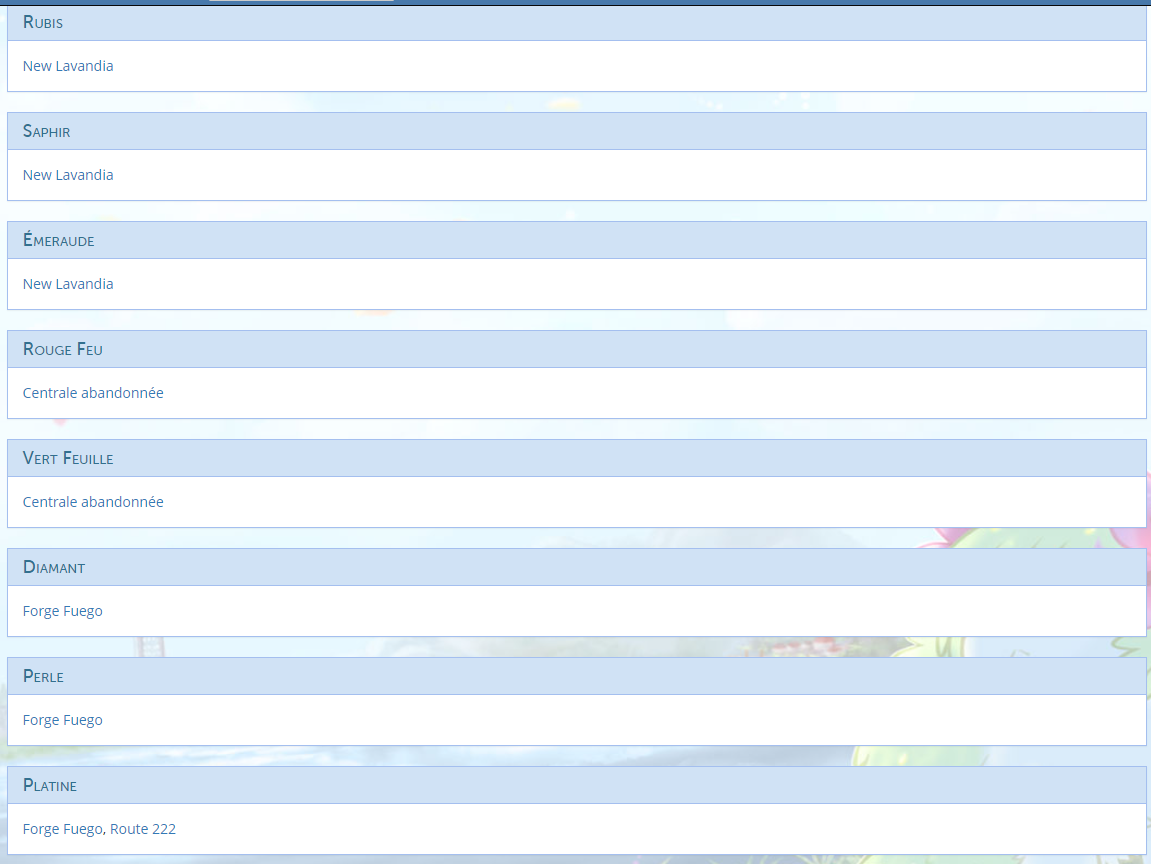 Rubis
New Lavandia
Saphir
New Lavandia
Émeraude
New Lavandia
Rouge Feu
Centrale abandonnée
Vert Feuille
Centrale abandonnée
Diamant
Forge Fuego
Perle
Forge Fuego
Platine
Forge Fuego, Route 222